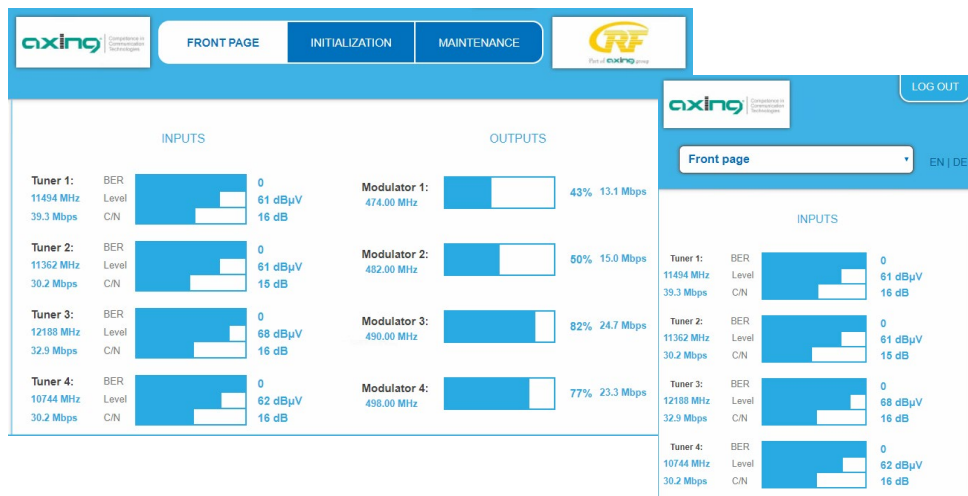 axing Competence in
Communication
Technologies
FRONT PAGE INITIALIZATION MAINTENANCE
CRF
Part of axing group
INPUTS OUTPUTS
Tuner 1: BER 0
11494 MHz Level 61 dBµV
39.3 Mbps C/N 16 dB
Modulator 1: 43% 13.1 Mbps
474.00 MHz
Tuner 2: BER 0
11362 MHz Level 61 dBµV
30.2 Mbps C/N 15 dB
Modulator 2: 50% 15.0 Mbps
482.00 MHz
Tuner 3: BER 0
12188 MHz Level 68 dBµV
32.9 Mbps C/N 16 dB
Modulator 3: 82% 24.7 Mbps
490.00 MHz
Tuner 4: BER 0
10744 MHz Level 62 dBµV
30.2 Mbps C/N 16 dB
Modulator 4: 77% 23.3 Mbps
498.00 MHz
LOG OUT
axing Competence in
Communication
Technologies
Front page
EN | DE
INPUTS
Tuner 1: BER 0
11494 MHz Level 61 dBµV
39.3 Mbps C/N 16 dB
Tuner 2: BER 0
11362 MHz Level 61 dBµV
30.2 Mbps C/N 15 dB
Tuner 3: BER 0
12188 MHz Level 68 dBµV
32.9 Mbps C/N 16 dB
Tuner 4: BER 0
10744 MHz Level 62 dBµV
30.2 Mbps C/N 16 dB